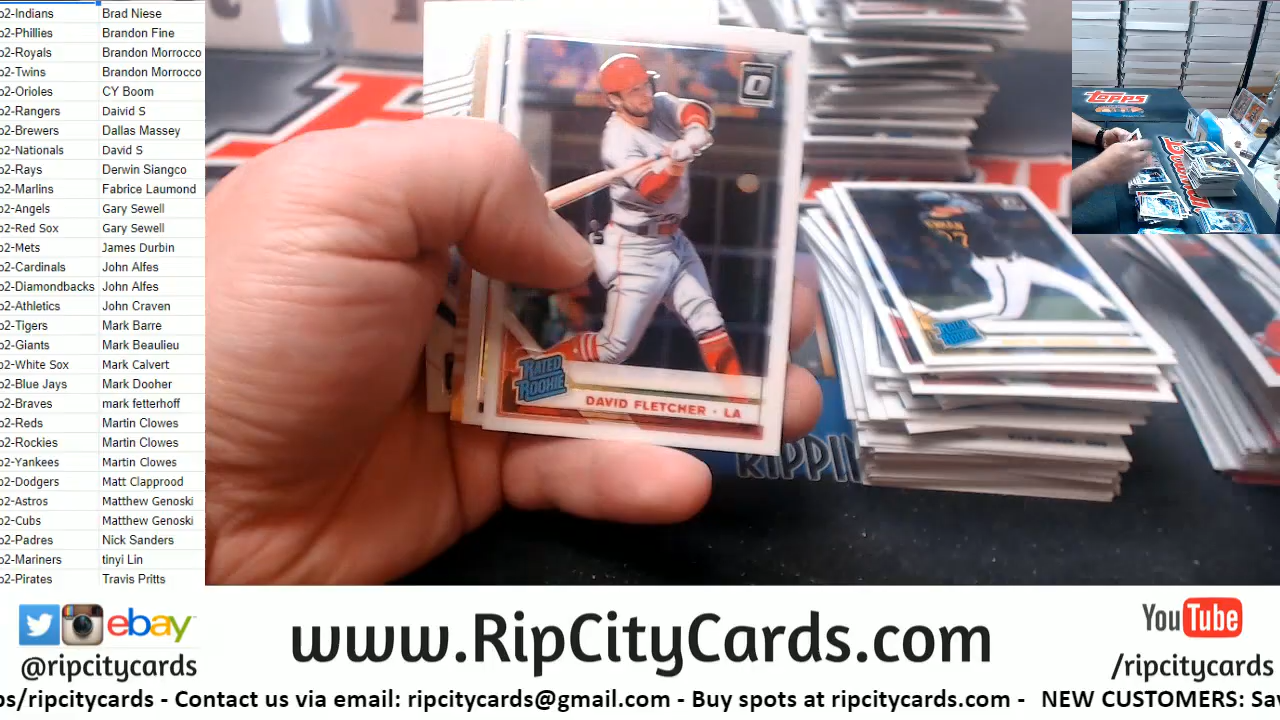 o2-Indians Brad Niese
o2-Phillies Brandon Fine
o2-Royals Brandon Morrocco
o2-Twins Brandon Morrocco
o2-Orioles CY Boom
o2-Rangers Daivid S
o2-Brewers Dallas Massey
o2-Nationals David S
o2-Rays Derwin Siangco
o2-Marlins Fabrice Laumond
o2-Angels Gary Sewell
o2-Red Sox Gary Sewell
o2-Mets James Durbin
o2-Cardinals John Alfes
o2-Diamondbacks John Alfes
o2-Athletics John Craven
o2-Tigers Mark Barre
o2-Giants Mark Beaulieu
o2-White Sox Mark Calvert
o2-Blue Jays Mark Dooher
o2-Braves mark fetterhoff
o2-Reds Martin Clowes
o2-Rockies Martin Clowes
o2-Yankees Martin Clowes
o2-Dodgers Matt Clapprood
o2-Astros Matthew Genoski
o2-Cubs Matthew Genoski
o2-Padres Nick Sanders
o2-Mariners tinyi Lin
o2-Pirates Travis Pritts
RATED
ROOKIE
DAVID FLETCHER • LA
RATED
ROOKIE
RIPPIN
Topps
ebay
@ripcitycards
www.RipCityCards.com
YouTube
/ripcitycards
os/ripcitycards - Contact us via email: ripcitycards@gmail.com - Buy spots at ripcitycards.com - NEW CUSTOMERS: Sav